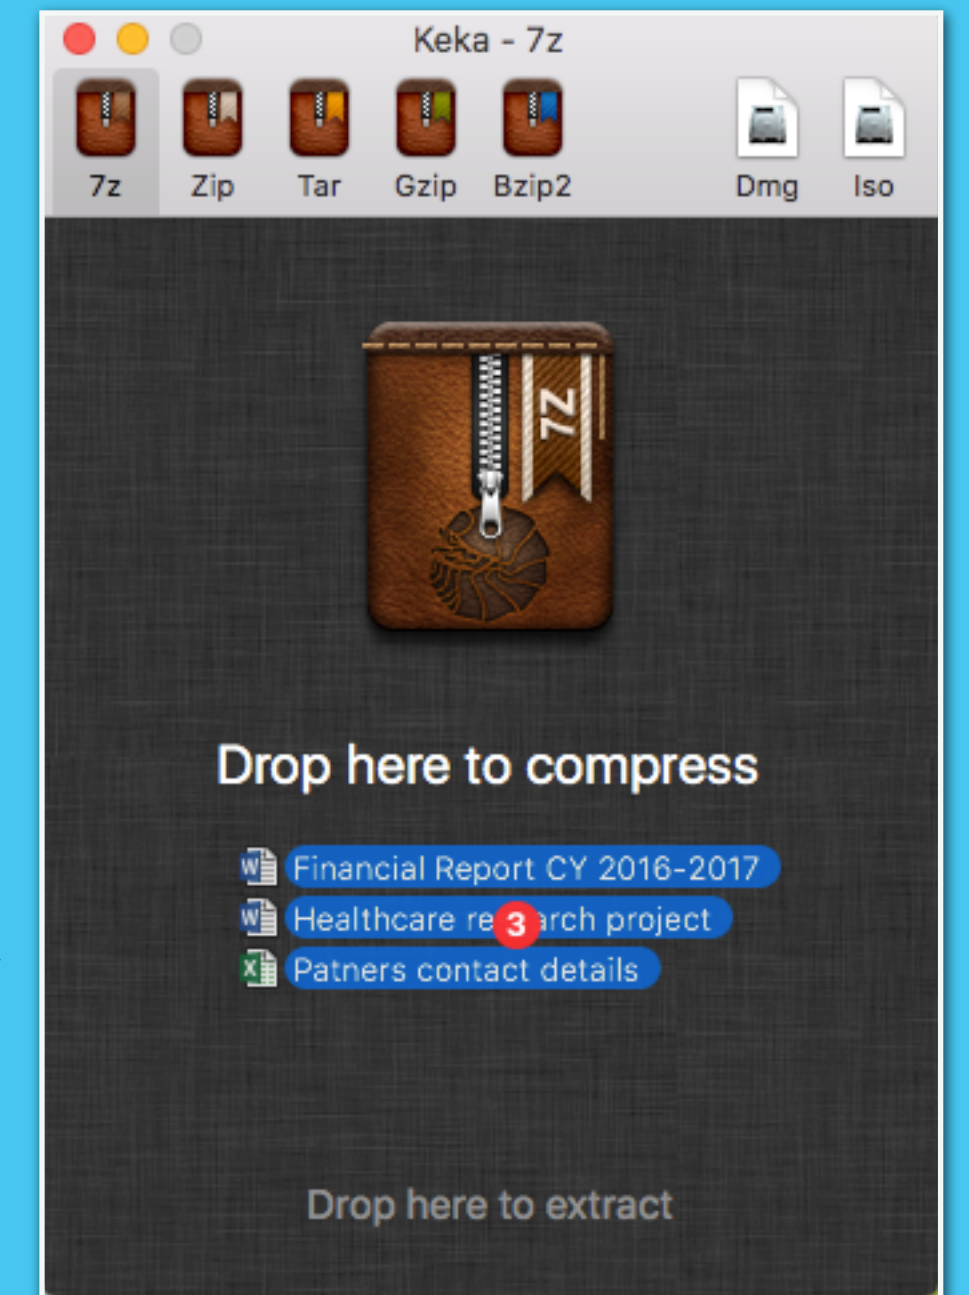 Keka - 7z
7z Zip Tar Gzip Bzip2 Dmg Iso
7Z
Drop here to compress
Financial Report CY 2016-2017
Healthcare research project
3
Patners contact details
Drop here to extract